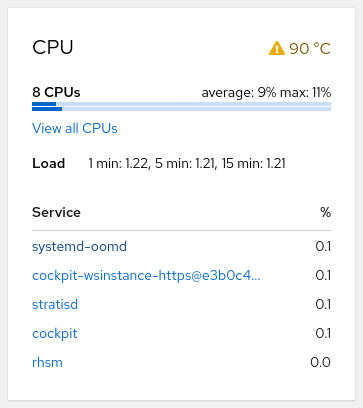 CPU
90 °C
8 CPUs
average: 9% max: 11%
View all CPUs
Load 1 min: 1.22, 5 min: 1.21, 15 min: 1.21
Service %
systemd-oomd 0.1
cockpit-wsinstance-https@e3b0c4... 0.1
stratisd 0.1
cockpit 0.1
rhsm 0.0